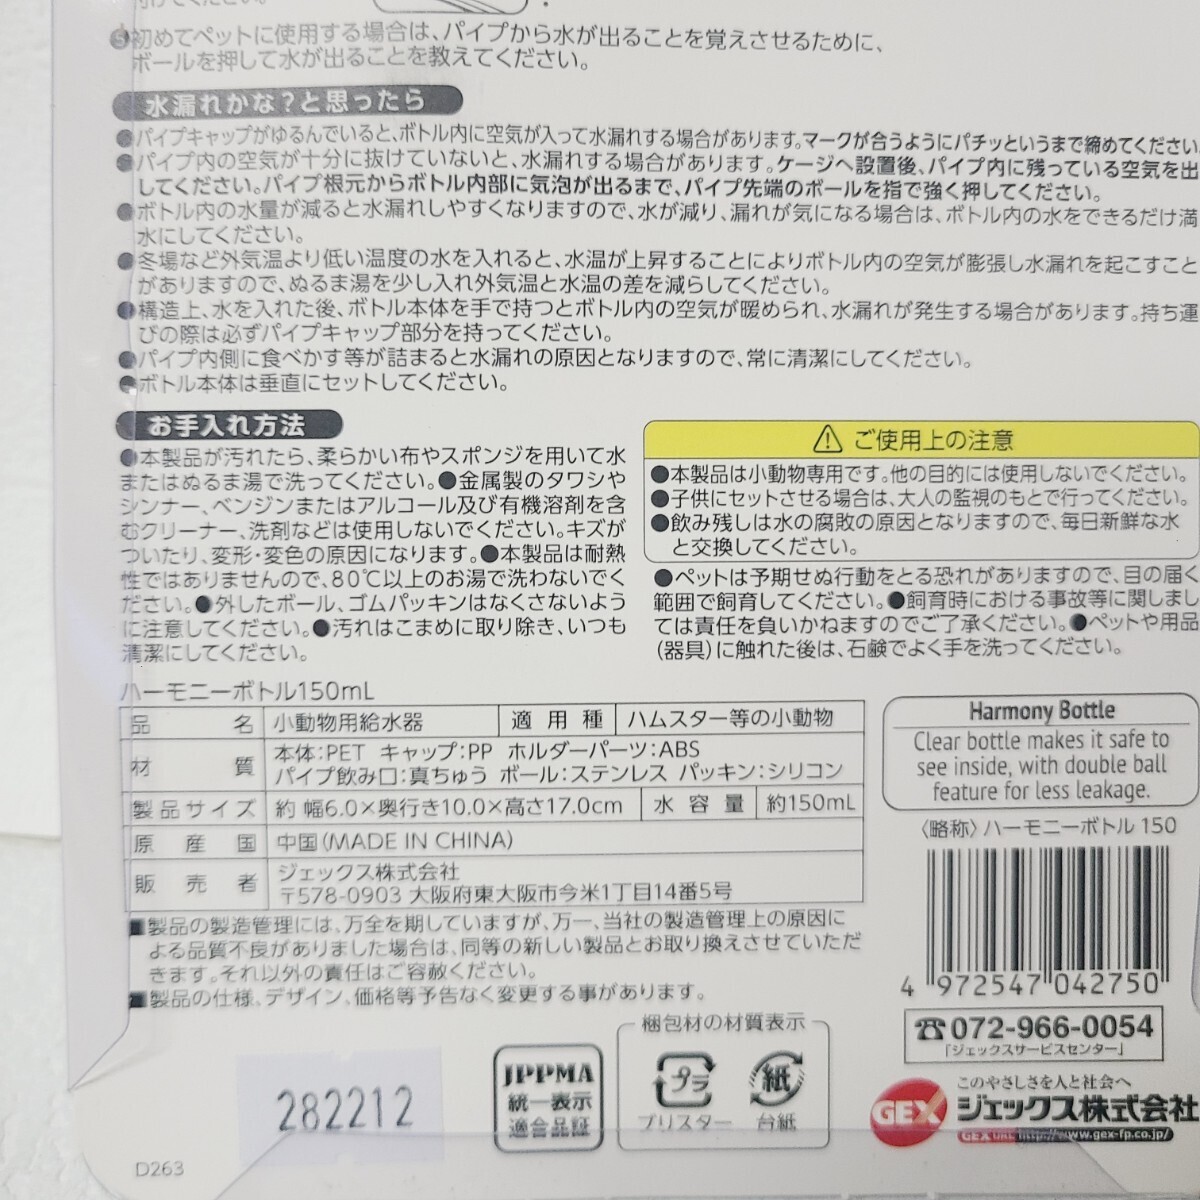 付けてください。
❺初めてペットに使用する場合は、パイプから水が出ることを覚えさせるために、
ボールを押して水が出ることを教えてください。
水漏れかな?と思ったら
●パイプキャップがゆるんでいると、ボトル内に空気が入って水漏れする場合があります。マークが合うようにパチッというまで締めてください。
●パイプ内の空気が十分に抜けていないと、水漏れする場合があります。ケージへ設置後、パイプ内に残っている空気を出
してください。パイプ根元からボトル内部に気泡が出るまで、パイプ先端のボールを指で強く押してください。
●ボトル内の水量が減ると水漏れしやすくなりますので、水が減り、漏れが気になる場合は、ボトル内の水をできるだけ満
水にしてください。
●冬場など外気温より低い温度の水を入れると、水温が上昇することによりボトル内の空気が膨張し水漏れを起こすこと
がありますので、ぬるま湯を少し入れ外気温と水温の差を減らしてください。
●構造上、水を入れた後、ボトル本体を手で持つとボトル内の空気が暖められ、水漏れが発生する場合があります。持ち運
びの際は必ずパイプキャップ部分を持ってください。
●パイプ内側に食べかす等が詰まると水漏れの原因となりますので、常に清潔にしてください。
●ボトル本体は垂直にセットしてください。
お手入れ方法
●本製品が汚れたら、柔らかい布やスポンジを用いて水
またはぬるま湯で洗ってください。●金属製のタワシや
シンナー、ベンジンまたはアルコール及び有機溶剤を含
むクリーナー、洗剤などは使用しないでください。キズが
ついたり、変形・変色の原因になります。●本製品は耐熱
性ではありませんので、80℃以上のお湯で洗わないでく
ださい。●外したボール、ゴムパッキンはなくさないよう
に注意してください。●汚れはこまめに取り除き、いつも
清潔にしてください。
⚠ご使用上の注意
●本製品は小動物専用です。他の目的には使用しないでください。
●子供にセットさせる場合は、大人の監視のもとで行ってください。
●飲み残しは水の腐敗の原因となりますので、毎日新鮮な水
と交換してください。
●ペットは予期せぬ行動をとる恐れがありますので、目の届く
範囲で飼育してください。●飼育時における事故等に関しまし
ては責任を負いかねますのでご了承ください。●ペットや用品
(器具)に触れた後は、石鹸でよく手を洗ってください。
ハーモニーボトル150mL
品名 小動物用給水器 適用種 ハムスター等の小動物
材質 本体:PET キャップ:PP ホルダーパーツ:ABS
パイプ飲み口:真ちゅう ボール:ステンレス パッキン:シリコン
製品サイズ 約 幅6.0×奥行き10.0×高さ17.0cm 水容量 約150mL
原産国 中国(MADE IN CHINA)
販売者 ジェックス株式会社
〒578-0903 大阪府東大阪市今米1丁目14番5号
■製品の製造管理には、万全を期していますが、万一、当社の製造管理上の原因に
よる品質不良がありました場合は、同等の新しい製品とお取り換えさせていただ
きます。それ以外の責任はご容赦ください。
■製品の仕様、デザイン、価格等予告なく変更する事があります。
Harmony Bottle
Clear bottle makes it safe to
see inside, with double ball
feature for less leakage.
〈略称〉ハーモニーボトル 150
4 972547 042750
☎072-966-0054
「ジェックスサービスセンター」
このやさしさを人と社会へ
GEX ジェックス株式会社
GEX URL http://www.gex-fp.co.jp/
梱包材の材質表示
プラ 紙
ブリスター 台紙
JPPMA
統一表示
適合品証
282212
D263